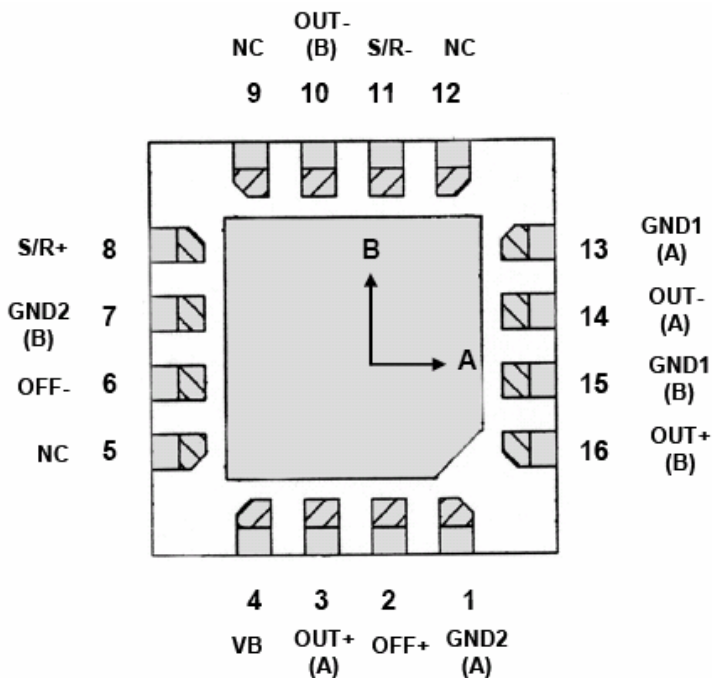 OUT-
NC (B) S/R- NC
9 10 11 12
S/R+ 8
GND2 7
(B)
OFF- 6
NC 5
B
A
13 GND1
(A)
14 OUT-
(A)
15 GND1
(B)
16 OUT+
(B)
4 3 2 1
VB OUT+ OFF+ GND2
(A) (A)